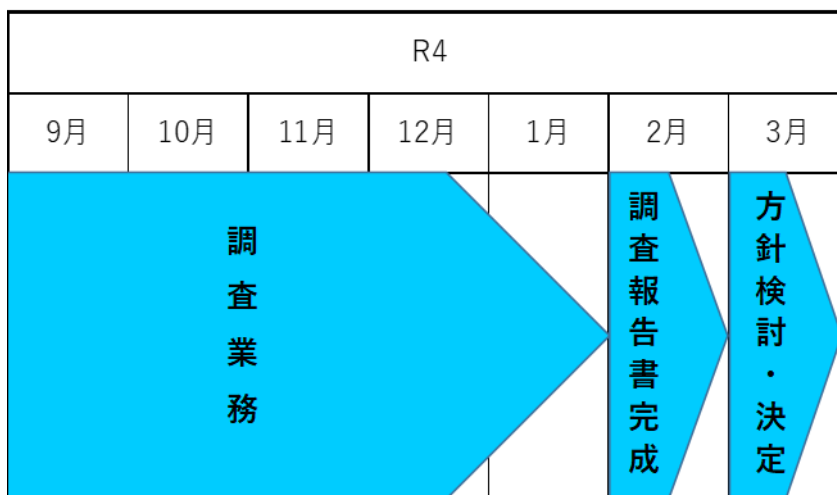 R4
9月
10月
11月
12月
1月
2月
3月
調査業務
調査報告書完成
方針検討・決定